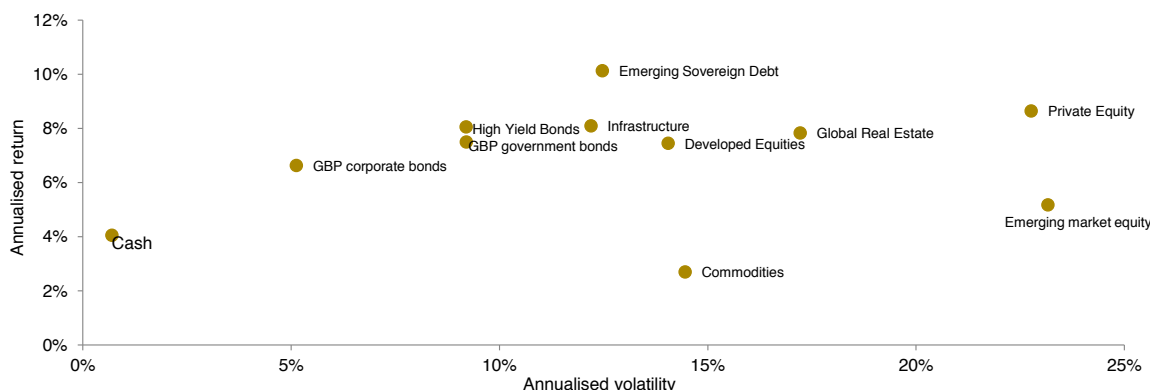 12%
10%
8%
6%
4%
2%
0%
Annualised return
Emerging Sovereign Debt
Private Equity
High Yield Bonds
Infrastructure
Global Real Estate
GBP government bonds
Developed Equities
GBP corporate bonds
Emerging market equity
Cash
Commodities
0%
5%
10%
15%
20%
25%
Annualised volatility